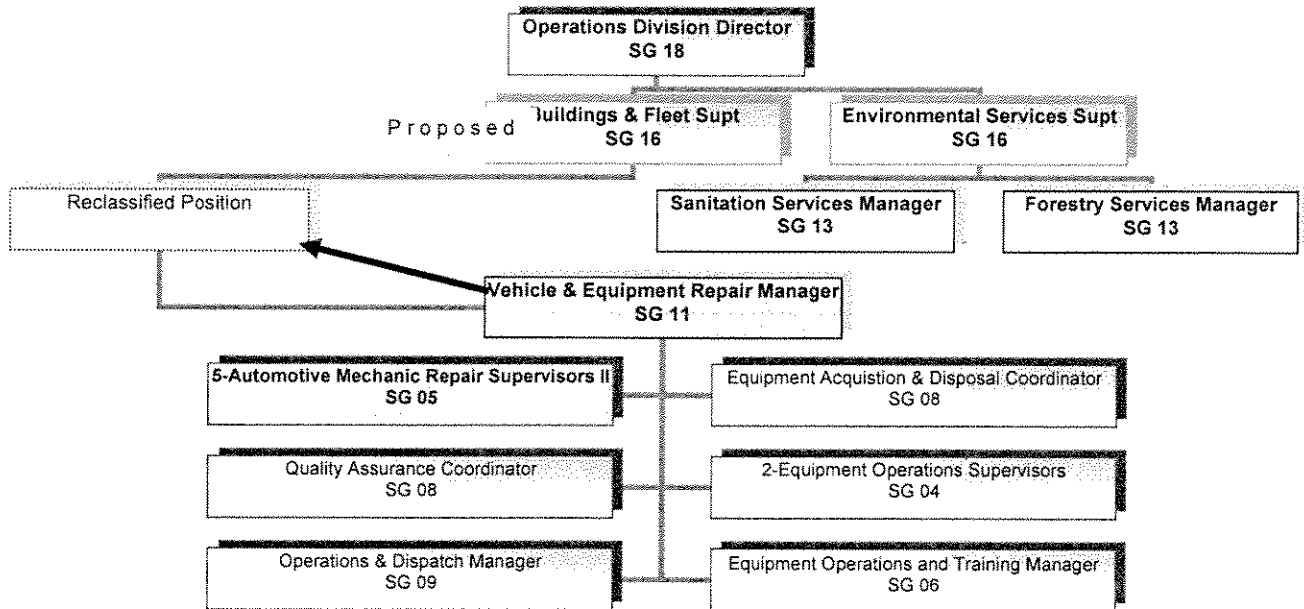 Operations Division Director
SG 18
Proposed
uildings & Fleet Supt
SG 16
Environmental Services Supt
SG 16
Reclassified Position
Sanitation Services Manager
SG 13
Forestry Services Manager
SG 13
Vehicle & Equipment Repair Manager
SG 11
5-Automotive Mechanic Repair Supervisors II
SG 05
Equipment Acquistion & Disposal Coordinator
SG 08
Quality Assurance Coordinator
SG 08
2-Equipment Operations Supervisors
SG 04
Operations & Dispatch Manager
SG 09
Equipment Operations and Training Manager
SG 06